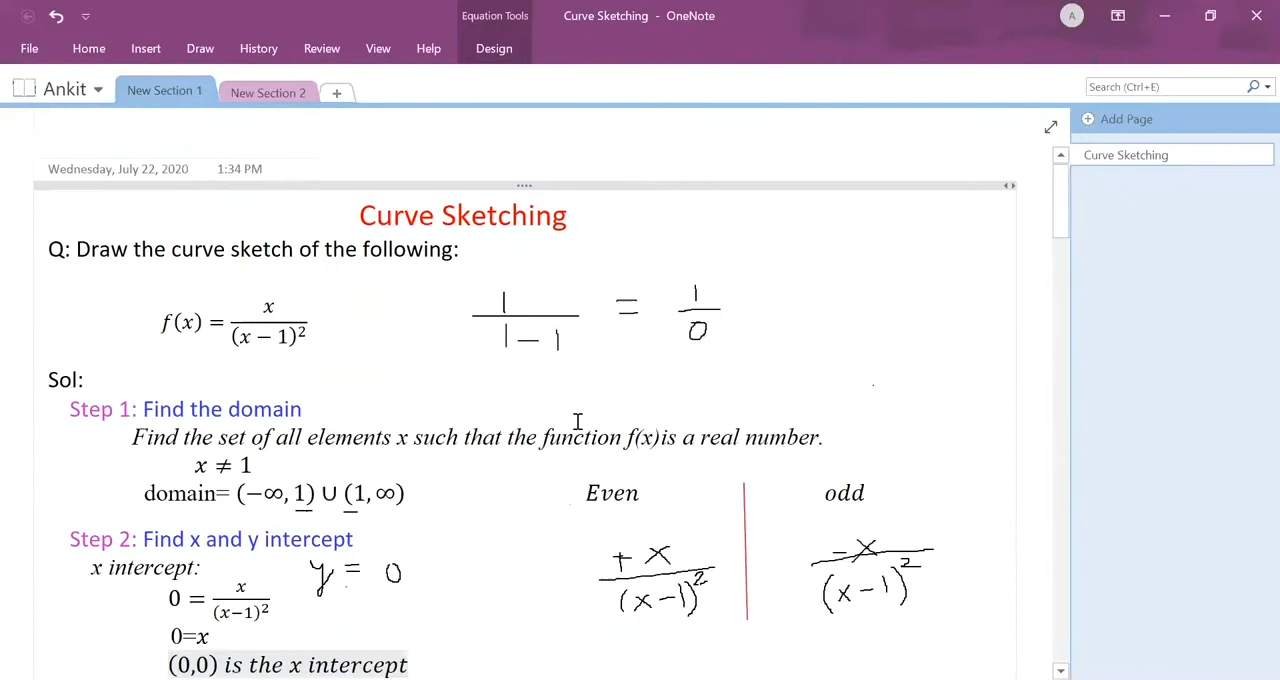 Equation Tools
Curve Sketching - OneNote
A
File Home Insert Draw History Review View Help Design
Ankit
New Section 1
New Section 2
+
Search (Ctrl+E)
Add Page
Curve Sketching
Wednesday, July 22, 2020 1:34 PM
Curve Sketching
Q: Draw the curve sketch of the following:
f(x) = x/(x − 1)²
1/(1 − 1) = 1/0
Sol:
Step 1: Find the domain
Find the set of all elements x such that the function f(x)is a real number.
x ≠ 1
domain= (−∞, 1) ∪ (1, ∞)
Even
odd
Step 2: Find x and y intercept
x intercept:
y = 0
+x/(x − 1)²
−x/(x − 1)²
0 = x/(x−1)²
0=x
(0,0) is the x intercept